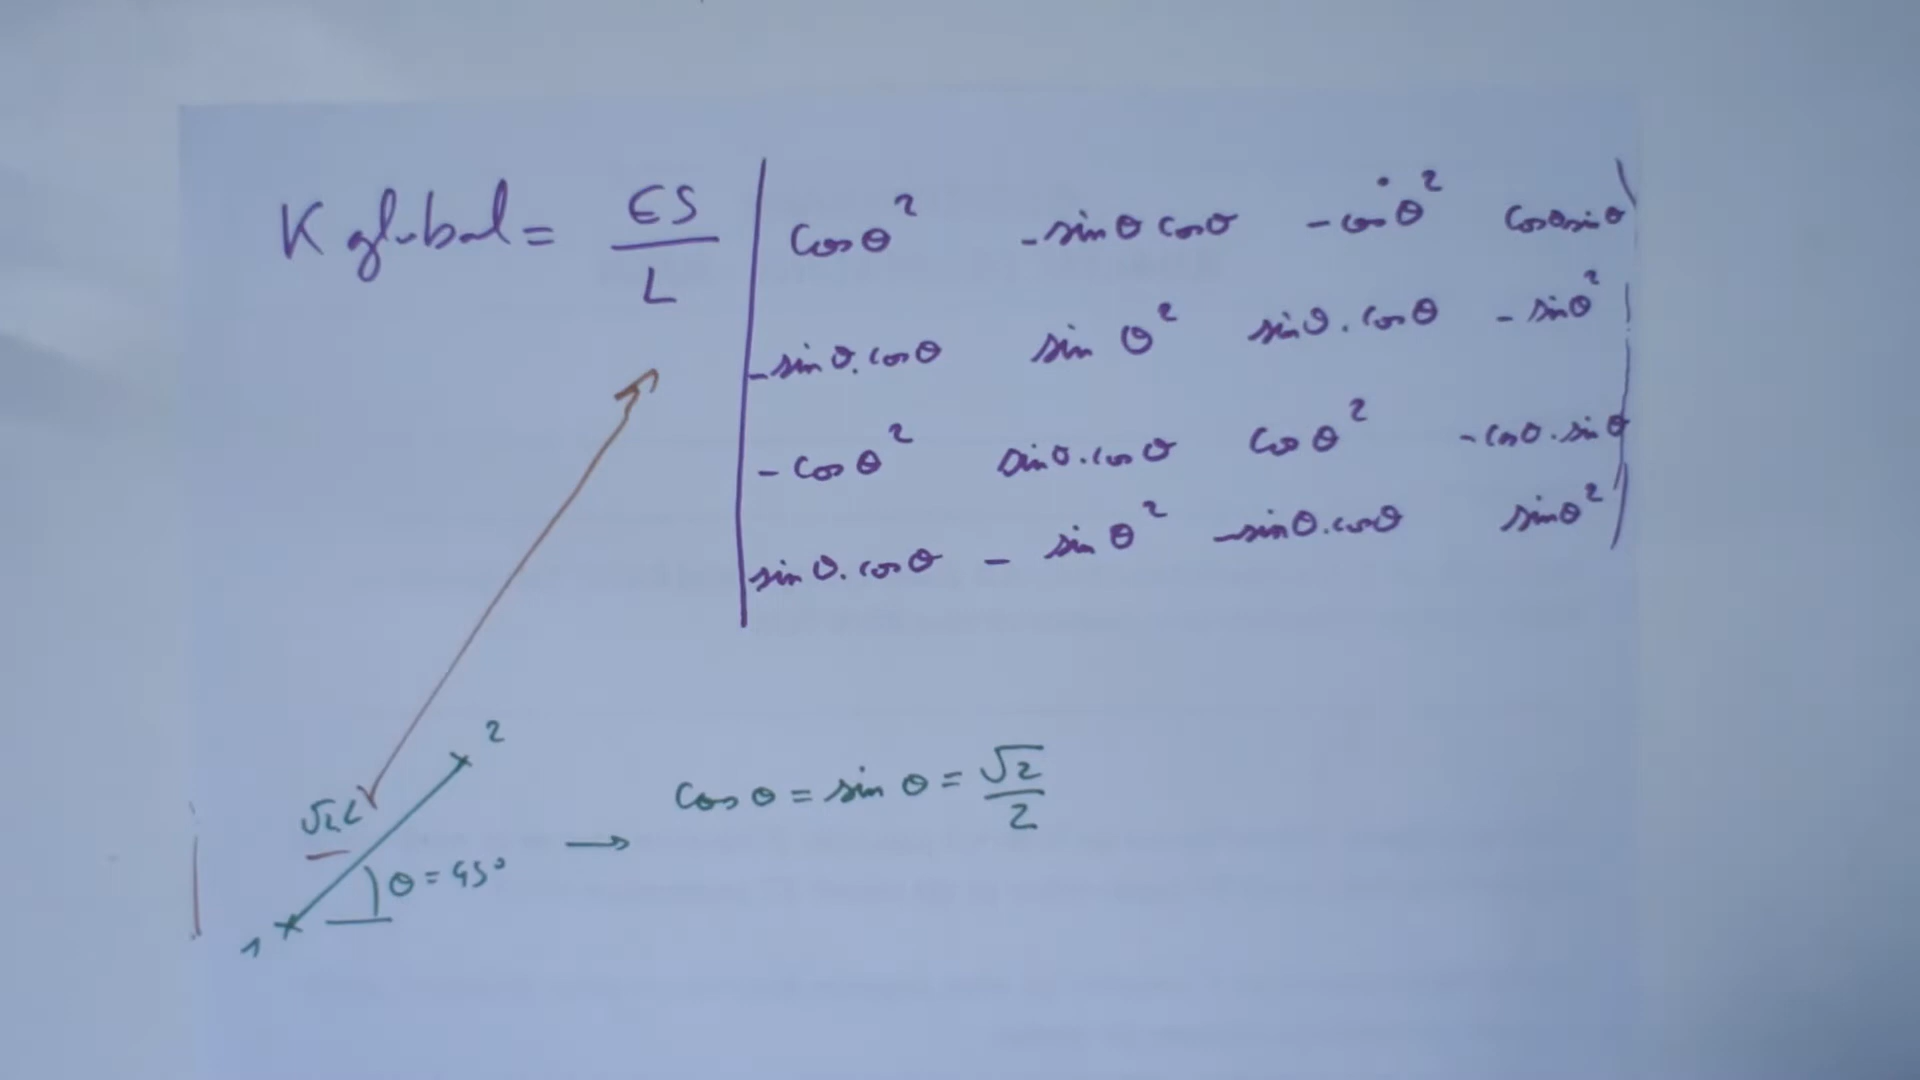 K global = ES / L
cos θ² - sin θ cos θ - cos θ² cos θ sin θ
- sin θ. cos θ sin θ² sin θ. cos θ - sin θ²
- cos θ² sin θ. cos θ cos θ² - cos θ. sin θ
sin θ. cos θ - sin θ² - sin θ. cos θ sin θ²
2
√2 L
cos θ = sin θ = √2 / 2
θ = 45°
1